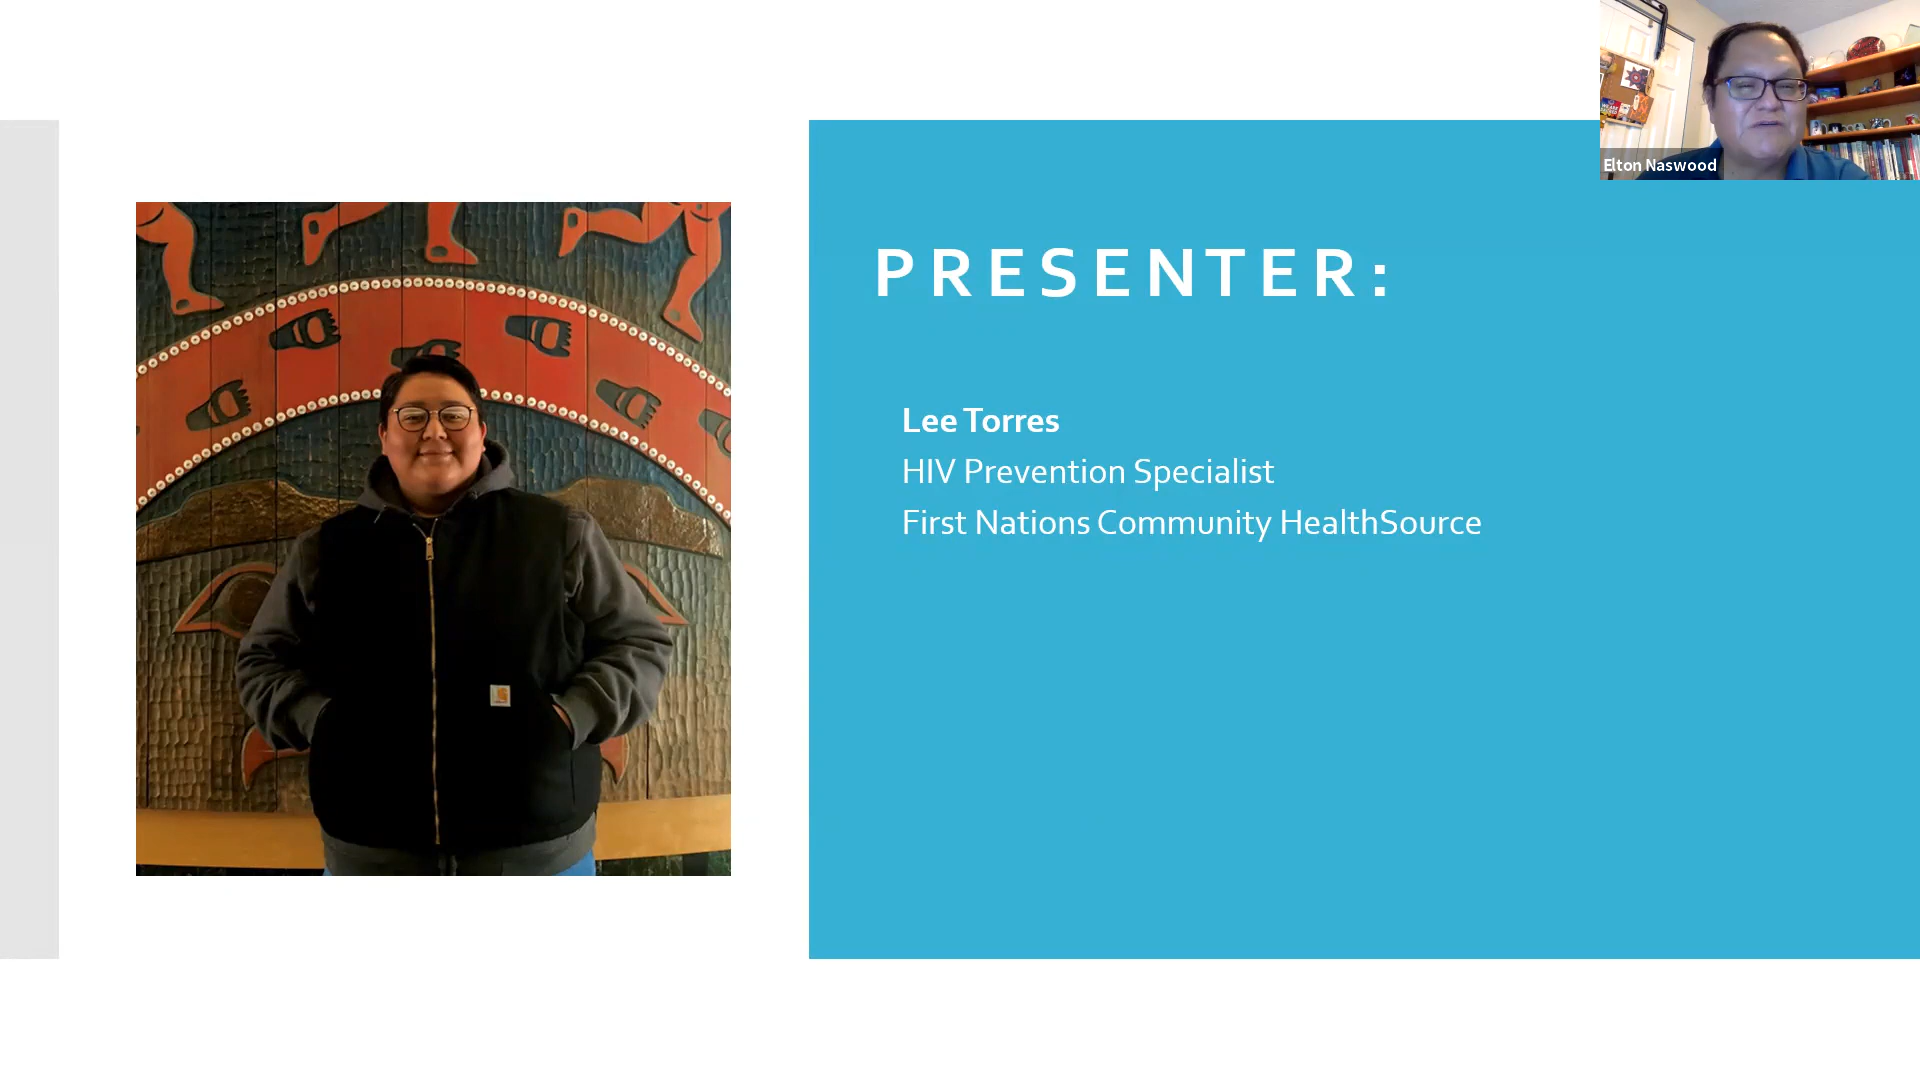 Elton Naswood
PRESENTER:
Lee Torres
HIV Prevention Specialist
First Nations Community HealthSource